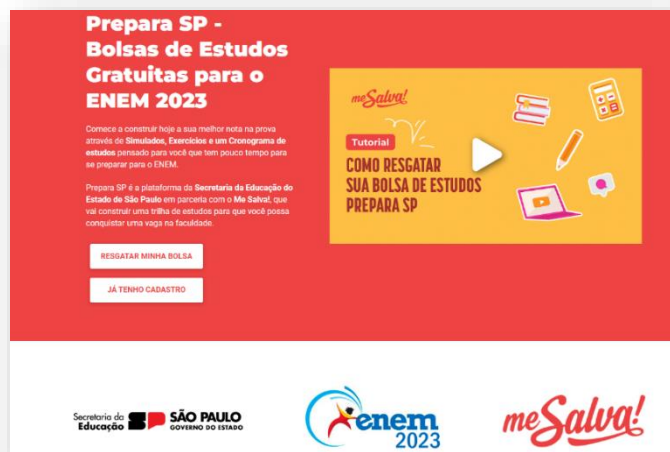 Prepara SP -
Bolsas de Estudos
Gratuitas para o
ENEM 2023
Comece a construir hoje a sua melhor nota na prova
através de Simulados, Exercícios e um Cronograma de
estudos pensado para você que tem pouco tempo para
se preparar para o ENEM.
Prepara SP é a plataforma da Secretaria da Educação do
Estado de São Paulo em parceria com o Me Salva!, que
vai construir uma trilha de estudos para que você possa
conquistar uma vaga na faculdade.
RESGATAR MINHA BOLSA
JÁ TENHO CADASTRO
me Salva!
Tutorial
COMO RESGATAR
SUA BOLSA DE ESTUDOS
PREPARA SP
Secretaria da
Educação
SÃO PAULO
GOVERNO DO ESTADO
enem
2023
me Salva!